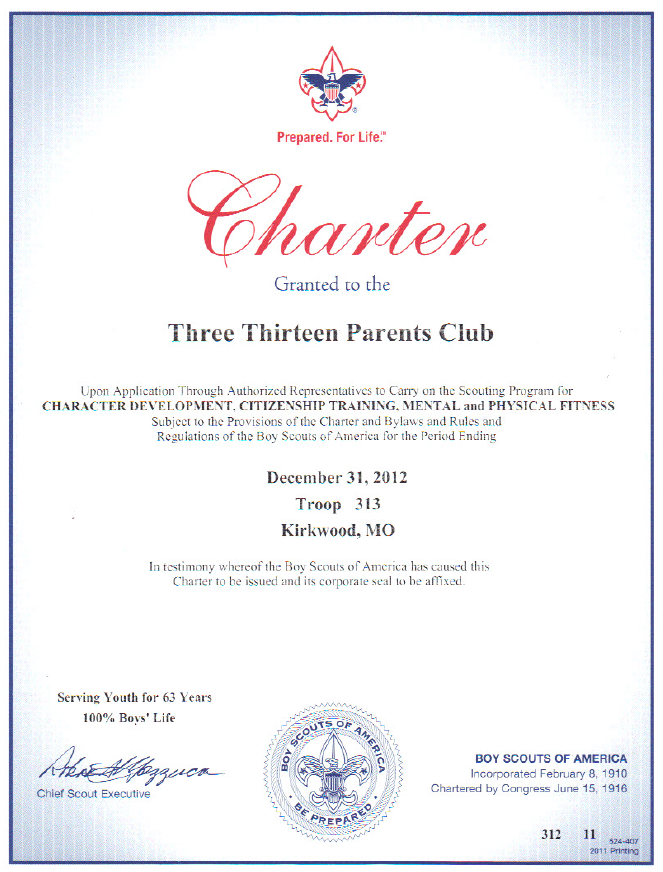 Prepared. For Life.™
Charter
Granted to the
Three Thirteen Parents Club
Upon Application Through Authorized Representatives to Carry on the Scouting Program for
CHARACTER DEVELOPMENT, CITIZENSHIP TRAINING, MENTAL and PHYSICAL FITNESS
Subject to the Provisions of the Charter and Bylaws and Rules and
Regulations of the Boy Scouts of America for the Period Ending
December 31, 2012
Troop 313
Kirkwood, MO
In testimony whereof the Boy Scouts of America has caused this
Charter to be issued and its corporate seal to be affixed.
Serving Youth for 63 Years
100% Boys' Life
Chief Scout Executive
BOY SCOUTS OF AMERICA
BE PREPARED
BOY SCOUTS OF AMERICA
Incorporated February 8, 1910
Chartered by Congress June 15, 1916
312 11
524-407
2011 Printing